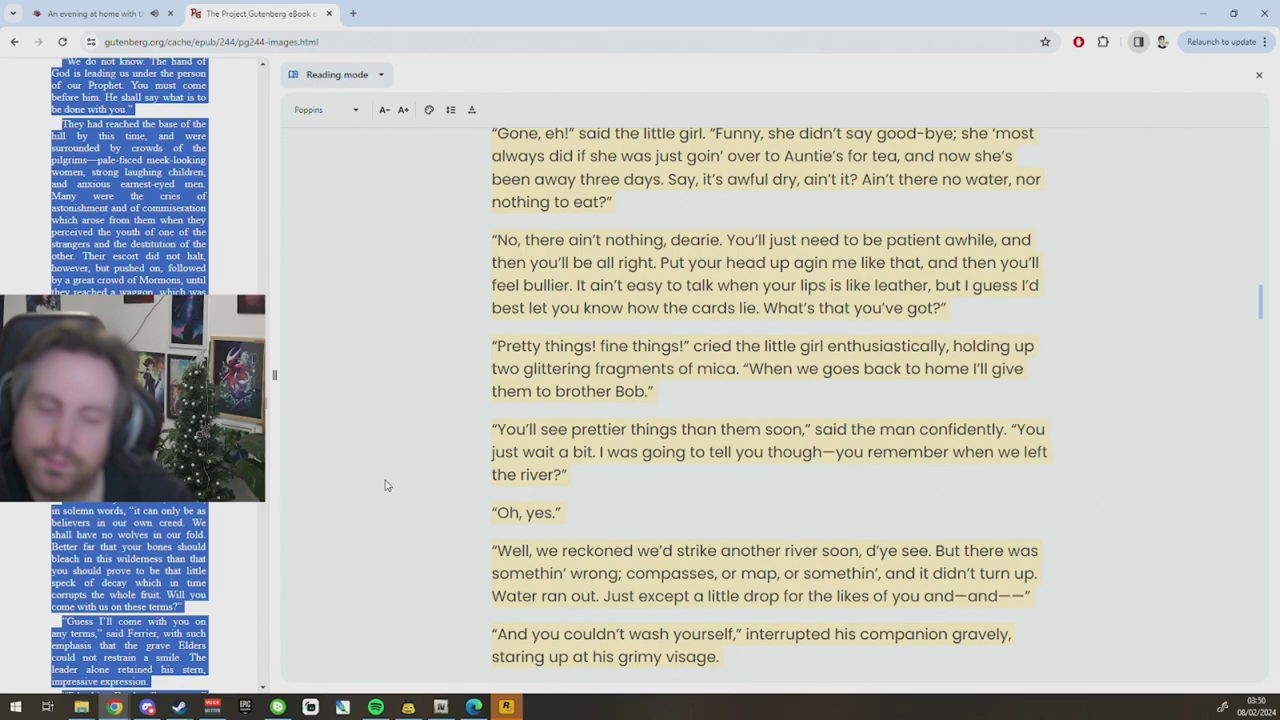 An evening at home with th
The Project Gutenberg eBook o
gutenberg.org/cache/epub/244/pg244-images.html
Relaunch to update
"We do not know. The hand of
God is leading us under the person
of our Prophet. You must come
before him. He shall say what is to
be done with you."
They had reached the base of the
hill by this time, and were
surrounded by crowds of the
pilgrims—pale-faced meek-looking
women, strong laughing children,
and anxious earnest-eyed men.
Many were the cries of
astonishment and of commiseration
which arose from them when they
perceived the youth of one of the
strangers and the destitution of the
other. Their escort did not halt,
however, but pushed on, followed
by a great crowd of Mormons, until
they reached a waggon, which was
in solemn words, "it can only be as
believers in our own creed. We
shall have no wolves in our fold.
Better far that your bones should
bleach in this wilderness than that
you should prove to be that little
speck of decay which in time
corrupts the whole fruit. Will you
come with us on these terms?"
"Guess I'll come with you on
any terms," said Ferrier, with such
emphasis that the grave Elders
could not restrain a smile. The
leader alone retained his stern,
impressive expression.
Reading mode
Poppins
A- A+
“Gone, eh!” said the little girl. “Funny, she didn’t say good-bye; she ‘most
always did if she was just goin’ over to Auntie’s for tea, and now she’s
been away three days. Say, it’s awful dry, ain’t it? Ain’t there no water, nor
nothing to eat?”
“No, there ain’t nothing, dearie. You’ll just need to be patient awhile, and
then you’ll be all right. Put your head up agin me like that, and then you’ll
feel bullier. It ain’t easy to talk when your lips is like leather, but I guess I’d
best let you know how the cards lie. What’s that you’ve got?”
“Pretty things! fine things!” cried the little girl enthusiastically, holding up
two glittering fragments of mica. “When we goes back to home I’ll give
them to brother Bob.”
“You’ll see prettier things than them soon,” said the man confidently. “You
just wait a bit. I was going to tell you though—you remember when we left
the river?”
“Oh, yes.”
“Well, we reckoned we’d strike another river soon, d’ye see. But there was
somethin’ wrong; compasses, or map, or somethin’, and it didn’t turn up.
Water ran out. Just except a little drop for the likes of you and—and——”
“And you couldn’t wash yourself,” interrupted his companion gravely,
staring up at his grimy visage.
03:50
08/02/2024